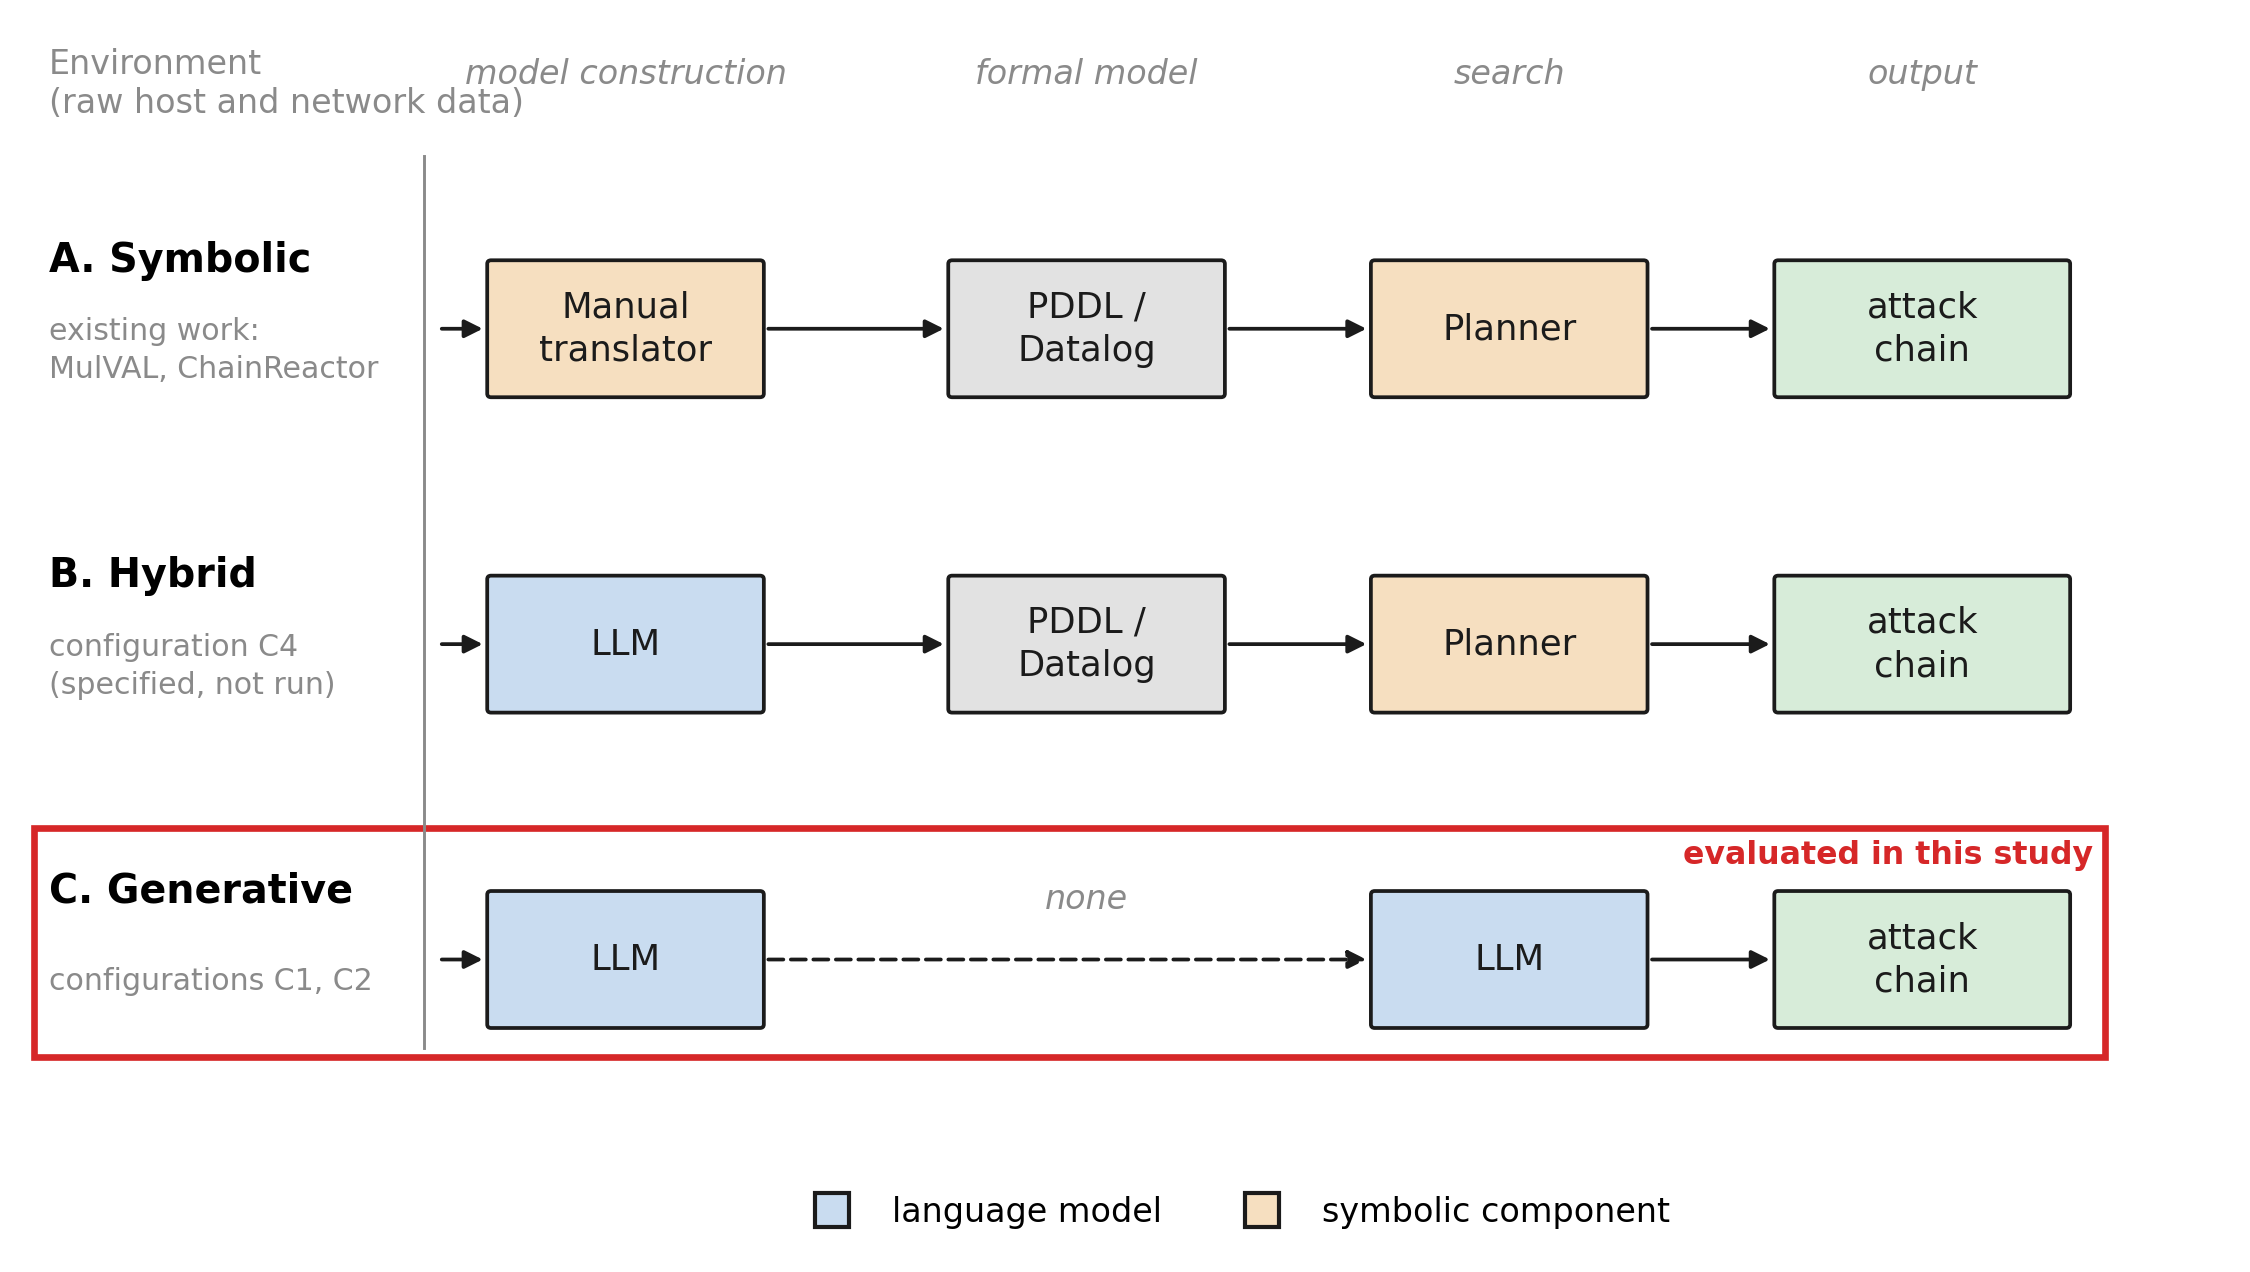 Environment
(raw host and network data)
model construction
formal model
search
output
A. Symbolic
existing work:
MulVAL, ChainReactor
Manual
translator
PDDL /
Datalog
Planner
attack
chain
B. Hybrid
configuration C4
(specified, not run)
LLM
PDDL /
Datalog
Planner
attack
chain
evaluated in this study
C. Generative
configurations C1, C2
LLM
none
LLM
attack
chain
language model
symbolic component